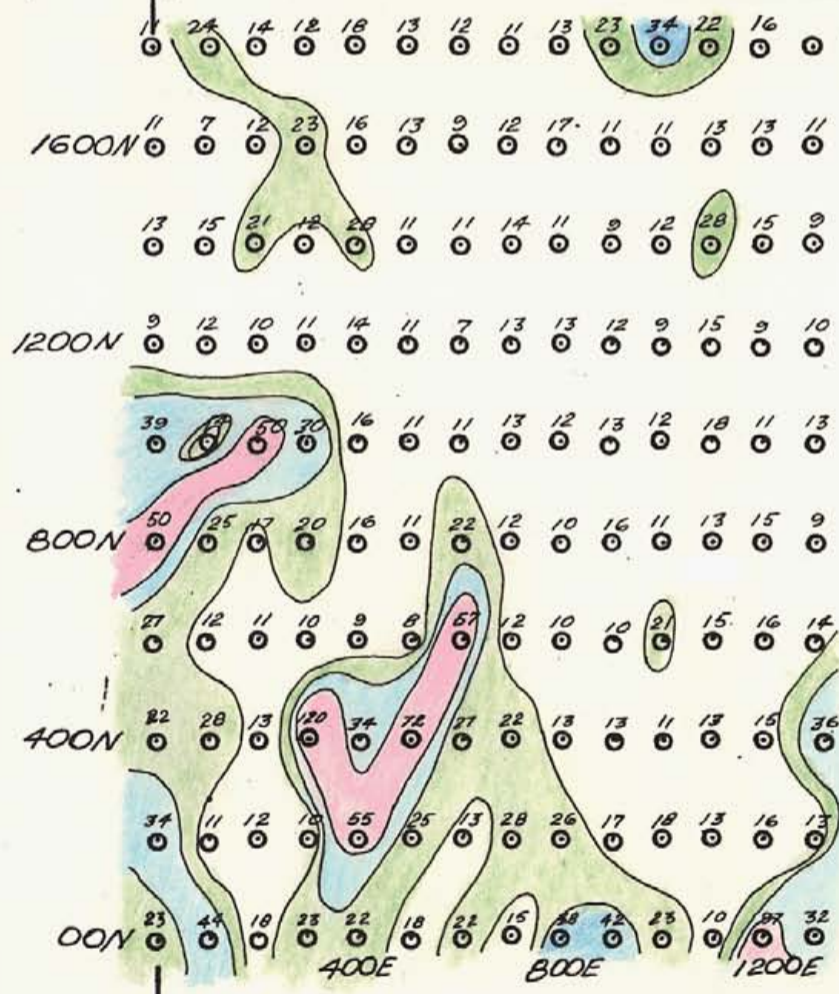 11 24 14 12 18 13 12 11 13 23 34 22 16
1600N 11 7 12 23 16 13 9 12 17 11 11 13 13 11
13 15 21 12 28 11 11 14 11 9 12 28 15 9
1200N 9 12 10 11 14 11 7 13 13 12 9 15 9 10
39 50 30 16 11 11 13 12 13 12 18 11 13
800N 50 25 17 20 16 11 22 12 10 16 11 13 15 9
27 12 11 10 9 8 57 12 10 10 21 15 16 14
400N 22 28 13 120 34 72 27 22 13 13 11 13 15 36
34 11 12 10 55 25 13 28 26 17 18 13 16 13
00N 23 44 18 23 22 18 22 15 38 42 23 10 97 32
400E 800E 1200E